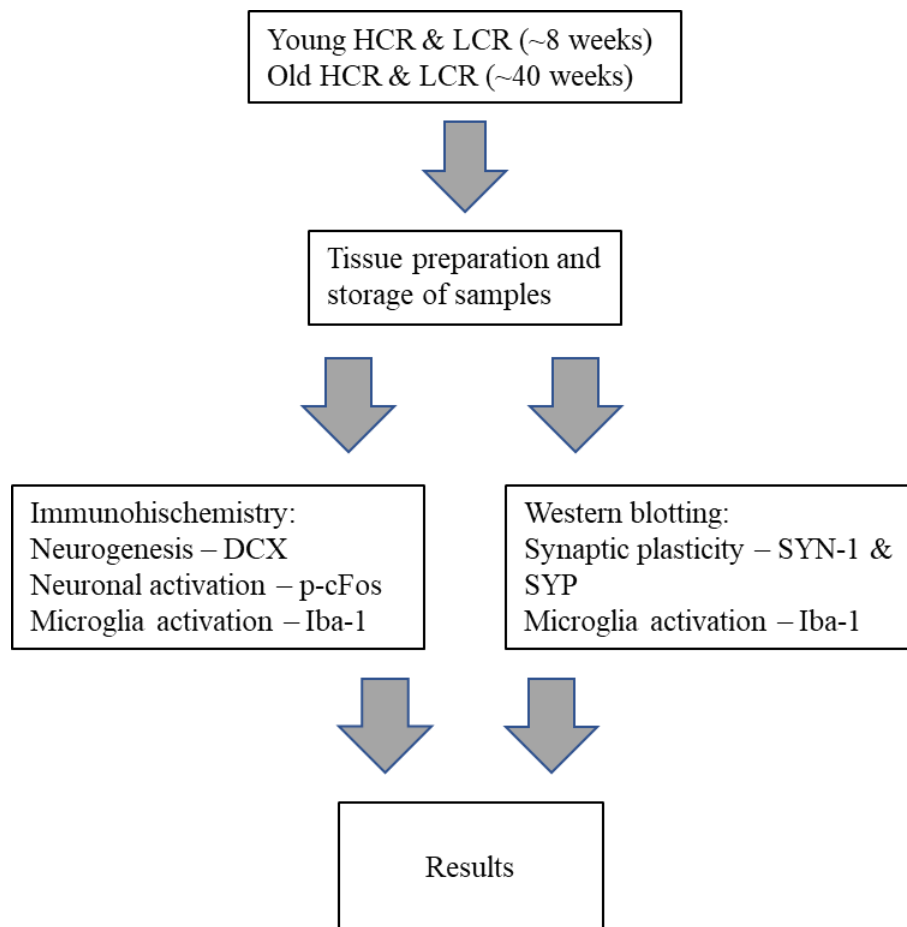 Young HCR & LCR (~8 weeks)
Old HCR & LCR (~40 weeks)
Tissue preparation and
storage of samples
Immunohischemistry:
Neurogenesis – DCX
Neuronal activation – p-cFos
Microglia activation – Iba-1
Western blotting:
Synaptic plasticity – SYN-1 &
SYP
Microglia activation – Iba-1
Results